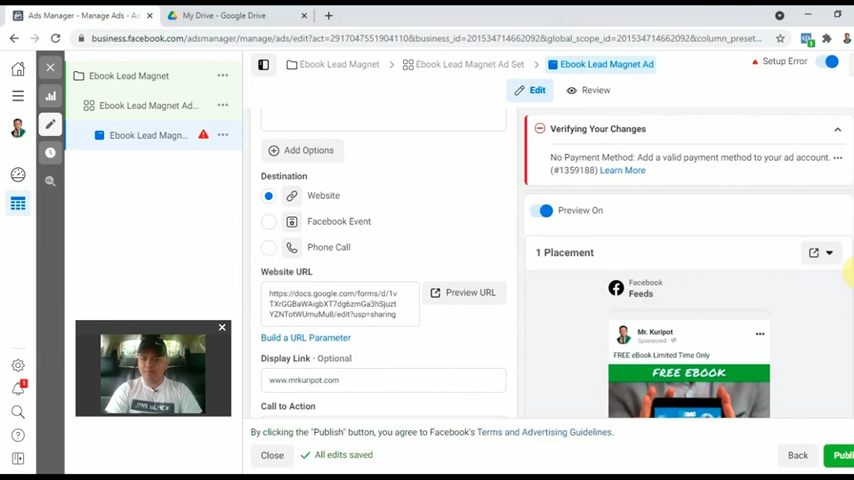 Ads Manager - Manage Ads - Ad
My Drive - Google Drive
business.facebook.com/adsmanager/manage/ads/edit?act=2917047551904110&business_id=201534714662092&global_scope_id=201534714662092&column_preset...
Ebook Lead Magnet
Ebook Lead Magnet Ad Set
Ebook Lead Magnet Ad
Setup Error
Ebook Lead Magnet
Ebook Lead Magnet Ad...
Ebook Lead Magn...
Edit
Review
Add Options
Destination
Website
Facebook Event
Phone Call
Website URL
https://docs.google.com/forms/d/1v
TXrGGBaWAigbXT7dg6zmGa3hSjuzt
YZNTotWUmuMu8/edit?usp=sharing
Preview URL
Build a URL Parameter
Display Link · Optional
www.mrkuripot.com
Call to Action
Verifying Your Changes
No Payment Method: Add a valid payment method to your ad account.
(#1359188) Learn More
Preview On
1 Placement
Facebook
Feeds
Mr. Kuripot
Sponsored ·
FREE eBook Limited Time Only
FREE EBOOK
By clicking the "Publish" button, you agree to Facebook's Terms and Advertising Guidelines.
Close
All edits saved
Back
Publi